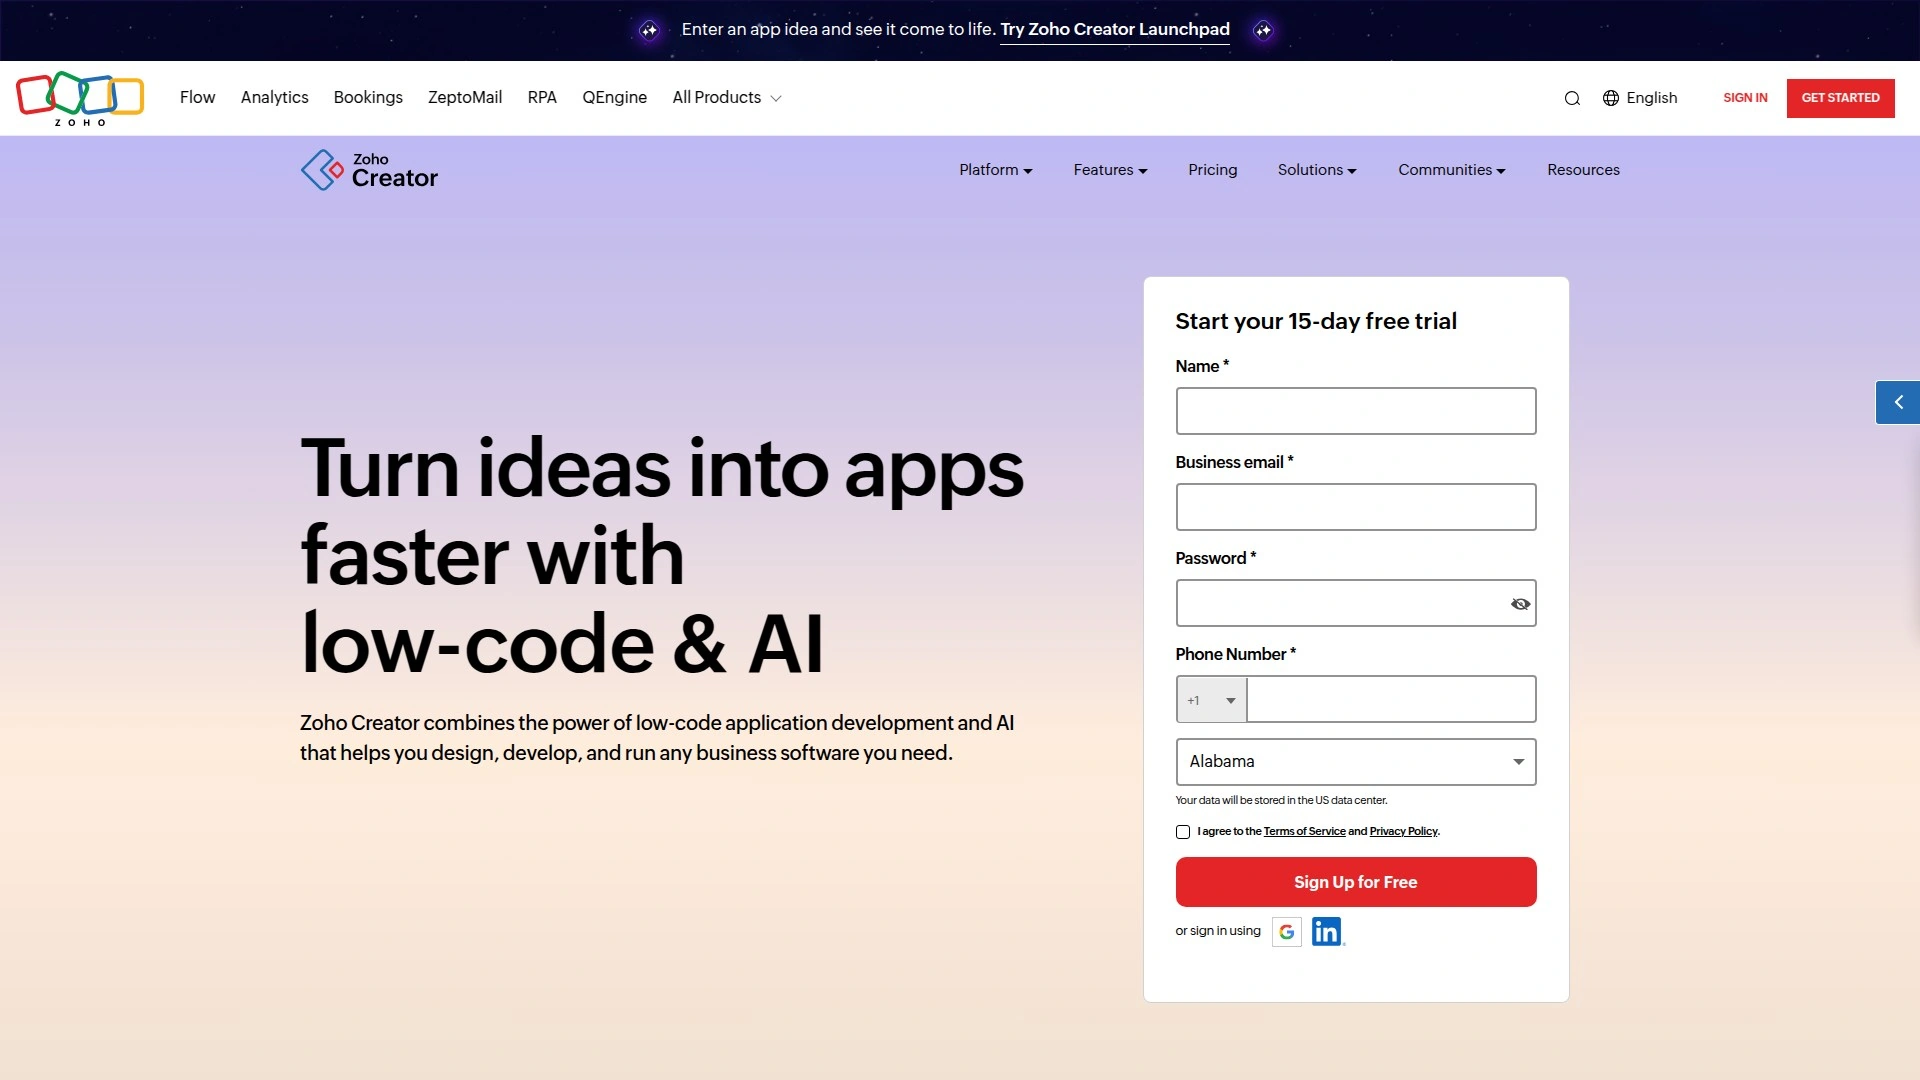 Enter an app idea and see it come to life. Try Zoho Creator Launchpad
ZOHO
Flow
Analytics
Bookings
ZeptoMail
RPA
QEngine
All Products
English
SIGN IN
GET STARTED
Zoho
Creator
Platform
Features
Pricing
Solutions
Communities
Resources
Turn ideas into apps
faster with
low-code & AI
Zoho Creator combines the power of low-code application development and AI
that helps you design, develop, and run any business software you need.
Start your 15-day free trial
Name *
Business email *
Password *
Phone Number *
+1
Alabama
Your data will be stored in the US data center.
I agree to the Terms of Service and Privacy Policy.
Sign Up for Free
or sign in using
G
in